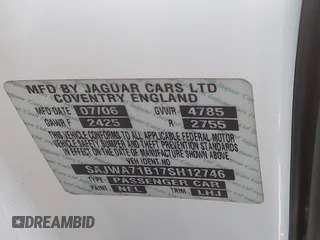 MFD BY JAGUAR CARS LTD
COVENTRY ENGLAND
MFD DATE 07/06 GVWR 4785
GAWR F 2425 R 2755
THIS VEHICLE CONFORMS TO ALL APPLICABLE FEDERAL MOTOR
VEHICLE SAFETY BUMPER AND THEFT PREVENTION STANDARDS
IN EFFECT ON THE DATE OF MANUFACTURE SHOWN ABOVE
VEH IDENT Nº
SAJWA71B17SH12746
TYPE PASSENGER CAR
PAINT NEL TRIM LHJ
DREAMBID